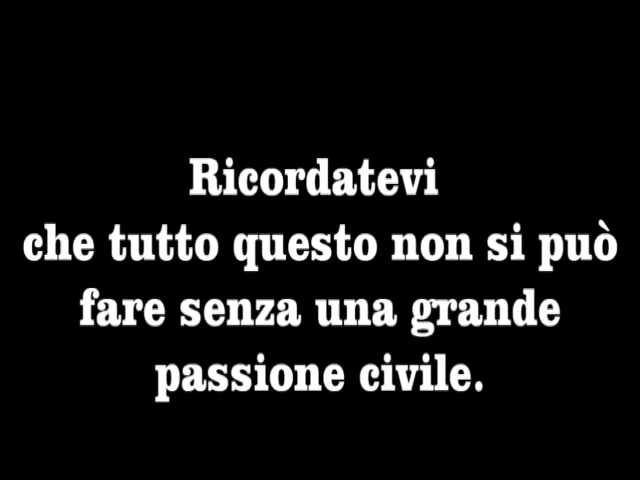 Ricordatevi
che tutto questo non si può
fare senza una grande
passione civile.